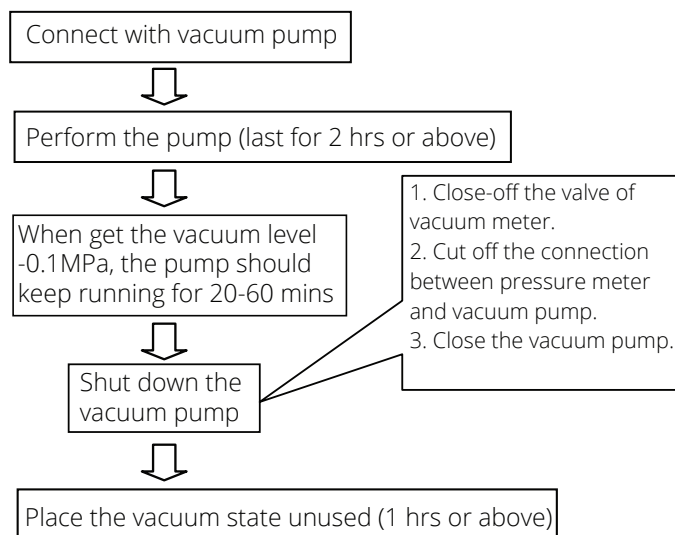 Connect with vacuum pump
Perform the pump (last for 2 hrs or above)
When get the vacuum level
-0.1MPa, the pump should
keep running for 20-60 mins
1. Close-off the valve of
vacuum meter.
2. Cut off the connection
between pressure meter
and vacuum pump.
3. Close the vacuum pump.
Shut down the
vacuum pump
Place the vacuum state unused (1 hrs or above)